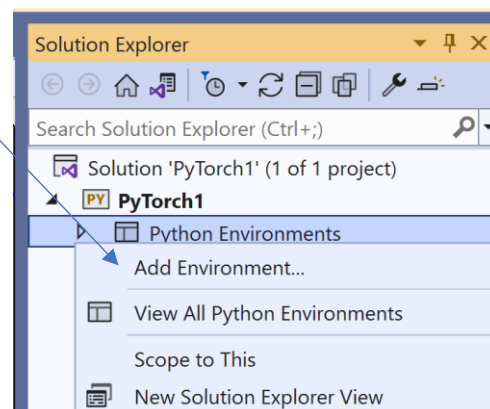 Solution Explorer
Search Solution Explorer (Ctrl+;)
Solution 'PyTorch1' (1 of 1 project)
PY PyTorch1
Python Environments
Add Environment...
View All Python Environments
Scope to This
New Solution Explorer View